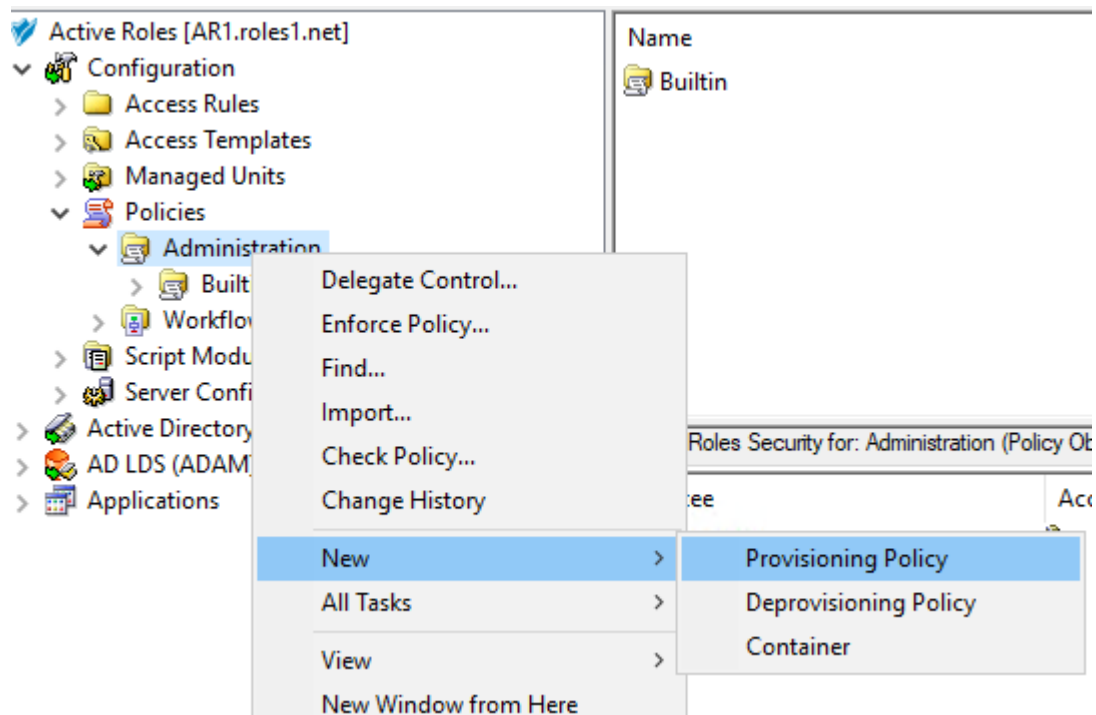 Active Roles [AR1.roles1.net]
Configuration
Access Rules
Access Templates
Managed Units
Policies
Administration
Built
Workflo
Script Modu
Server Confi
Active Directory
AD LDS (ADAM)
Applications
Name
Builtin
Delegate Control...
Enforce Policy...
Find...
Import...
Check Policy...
Change History
New
All Tasks
View
New Window from Here
Provisioning Policy
Deprovisioning Policy
Container
Roles Security for: Administration (Policy Ob
ee
Acc